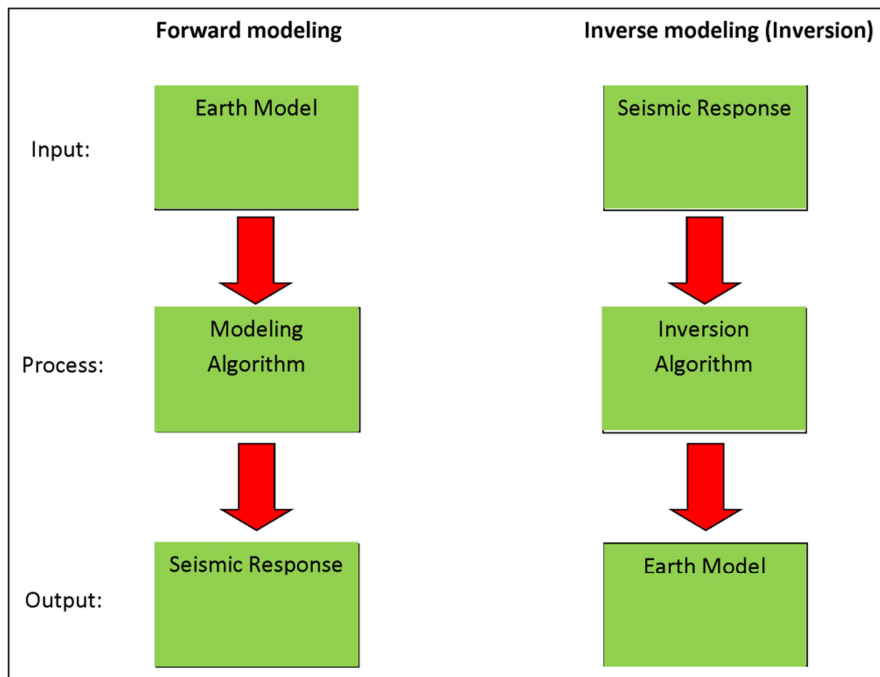 Forward modeling
Inverse modeling (Inversion)
Input:
Earth Model
Seismic Response
Process:
Modeling
Algorithm
Inversion
Algorithm
Output:
Seismic Response
Earth Model